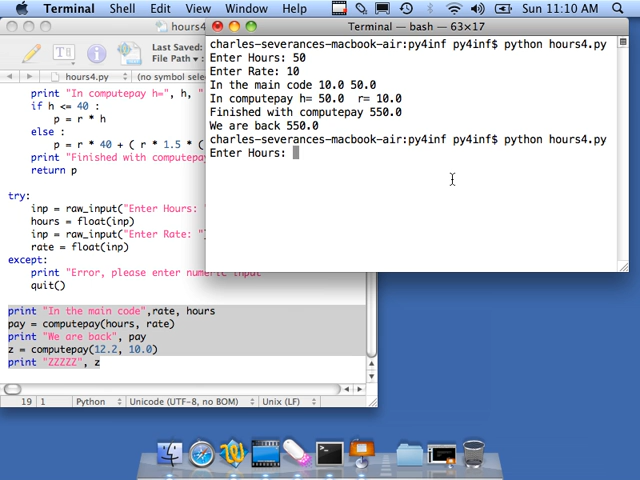 Terminal Shell Edit View Window Help
Sun 11:10 AM
hours4
Last Saved:
File Path
hours4.py (no symbol select
print "In computepay h=", h, "
if h <= 40 :
p = r * h
else :
p = r * 40 + ( r * 1.5 * (
print "Finished with computepay
return p
try:
inp = raw_input("Enter Hours: "
hours = float(inp)
inp = raw_input("Enter Rate: ")
rate = float(inp)
except:
print "Error, please enter numeric input
quit()
print "In the main code",rate, hours
pay = computepay(hours, rate)
print "We are back", pay
z = computepay(12.2, 10.0)
print "ZZZZZ", z
19 1 Python Unicode (UTF-8, no BOM) Unix (LF)
Terminal — bash — 63×17
charles-severances-macbook-air:py4inf py4inf$ python hours4.py
Enter Hours: 50
Enter Rate: 10
In the main code 10.0 50.0
In computepay h= 50.0 r= 10.0
Finished with computepay 550.0
We are back 550.0
charles-severances-macbook-air:py4inf py4inf$ python hours4.py
Enter Hours: